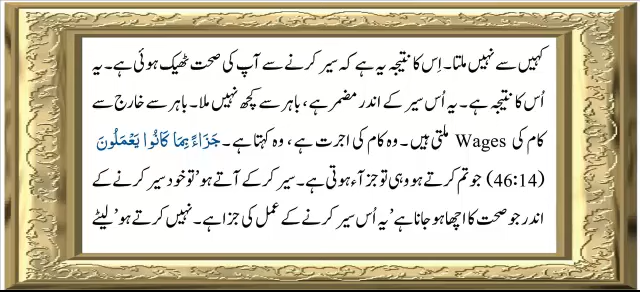 کہیں سے نہیں ملتا۔ اِس کا نتیجہ یہ ہے کہ سیر کرنے سے آپ کی صحت ٹھیک ہوئی ہے۔ یہ
اُس کا نتیجہ ہے۔ یہ اُس سیر کے اندر مضمر ہے، باہر سے کچھ نہیں ملا۔ باہر سے خارج سے
کام کی Wages ملتی ہیں۔ وہ کام کی اجرت ہے، وہ کہتا ہے۔ جَزَاءً بِمَا كَانُوا يَعْمَلُونَ
(46:14) جو تم کرتے ہو وہی تو جزآء ہوتی ہے۔ سیر کر کے آتے ہو‘ تو خود سیر کرنے کے
اندر جو صحت کا اچھا ہو جانا ہے‘ یہ اُس سیر کرنے کے عمل کی جزا ہے۔ نہیں کرتے ہو‘ لیٹے